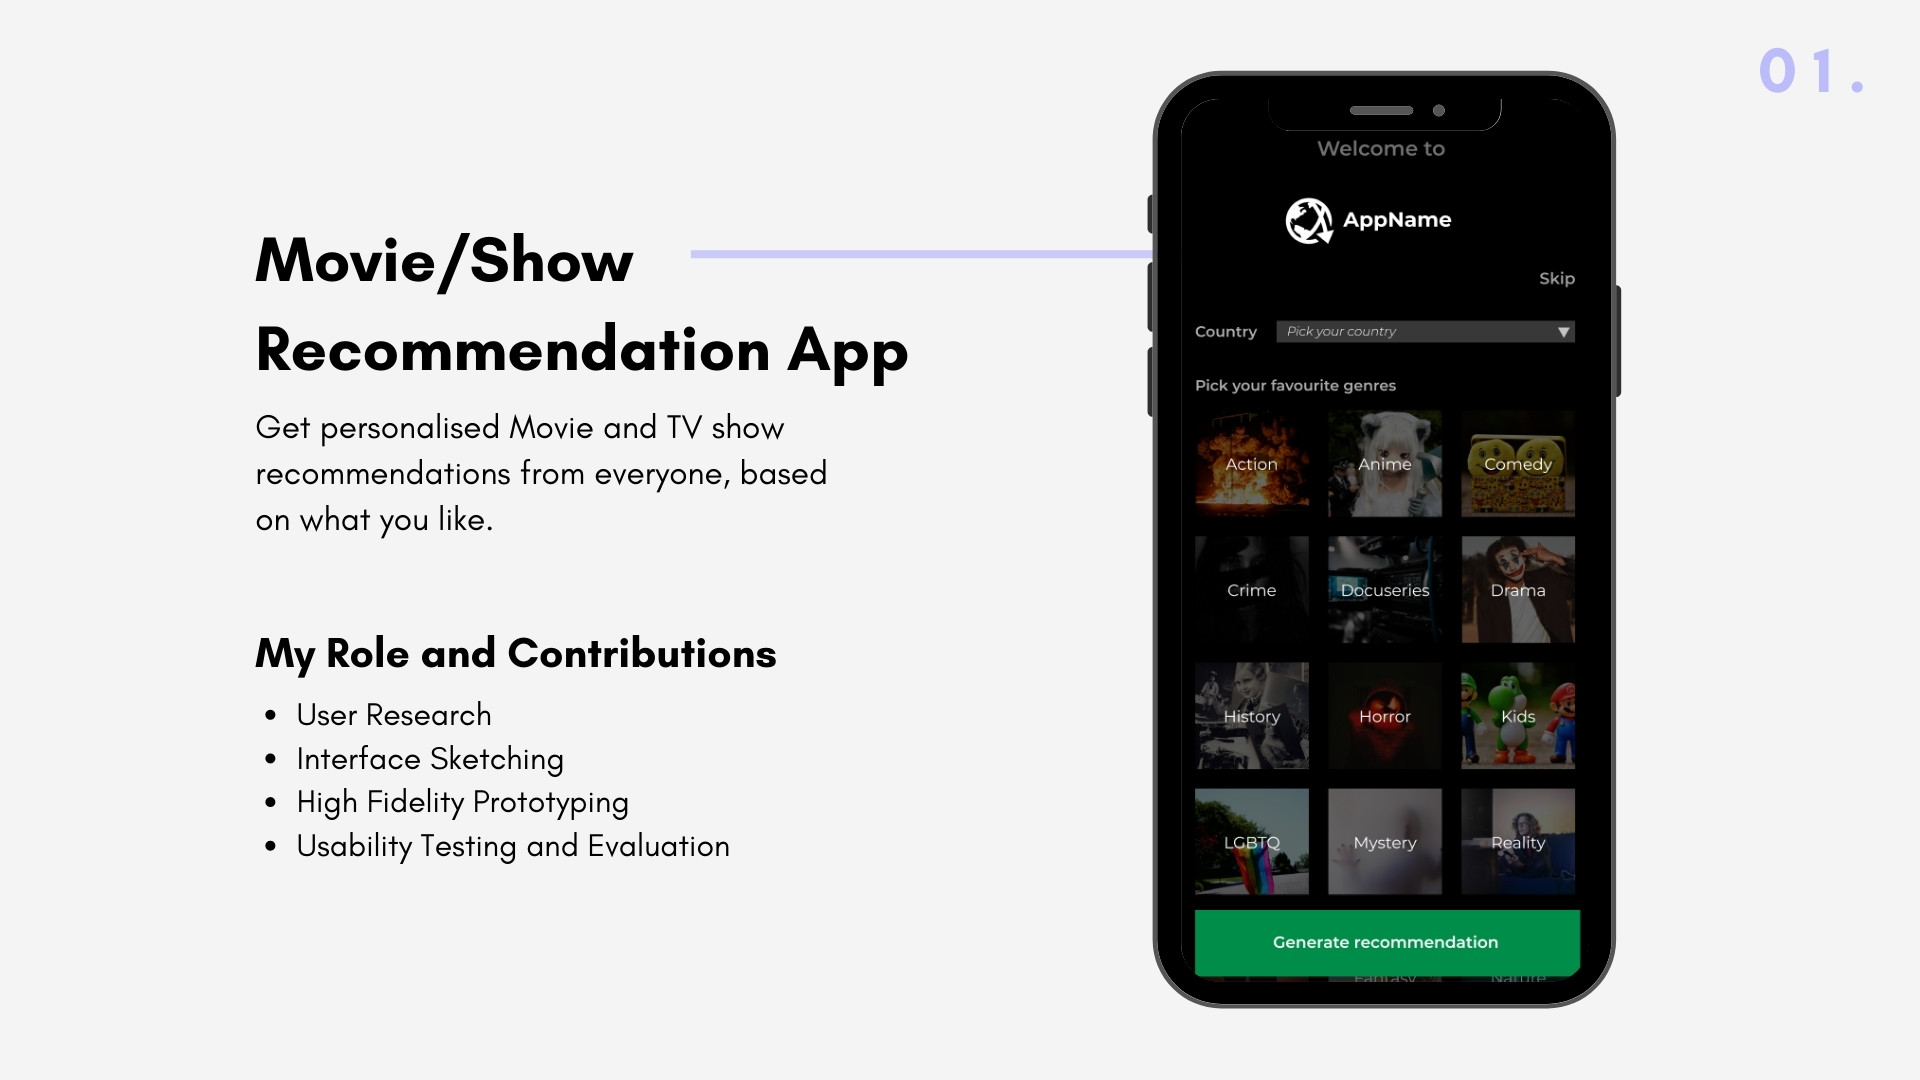 01.
Movie/Show
Recommendation App
Get personalised Movie and TV show
recommendations from everyone, based
on what you like.
My Role and Contributions
• User Research
• Interface Sketching
• High Fidelity Prototyping
• Usability Testing and Evaluation
Welcome to
AppName
Skip
Country Pick your country
Pick your favourite genres
Action Anime Comedy
Crime Docuseries Drama
History Horror Kids
LGBTQ Mystery Reality
Generate recommendation
Fantasy Nature